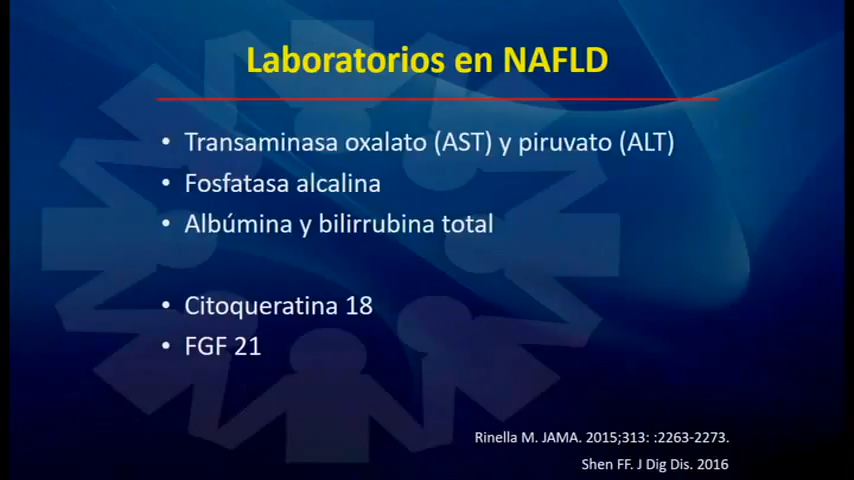 Laboratorios en NAFLD
• Transaminasa oxalato (AST) y piruvato (ALT)
• Fosfatasa alcalina
• Albúmina y bilirrubina total
• Citoqueratina 18
• FGF 21
Rinella M. JAMA. 2015;313: :2263-2273.
Shen FF. J Dig Dis. 2016